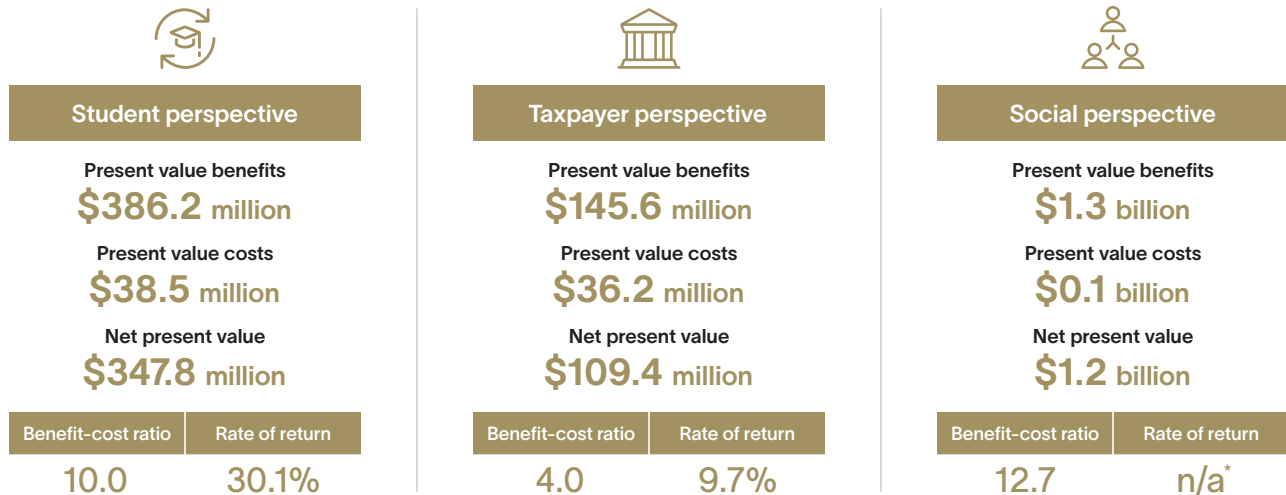 Student perspective
Present value benefits
$386.2 million
Present value costs
$38.5 million
Net present value
$347.8 million
Benefit-cost ratio
Rate of return
10.0
30.1%
Taxpayer perspective
Present value benefits
$145.6 million
Present value costs
$36.2 million
Net present value
$109.4 million
Benefit-cost ratio
Rate of return
4.0
9.7%
Social perspective
Present value benefits
$1.3 billion
Present value costs
$0.1 billion
Net present value
$1.2 billion
Benefit-cost ratio
Rate of return
12.7
n/a*